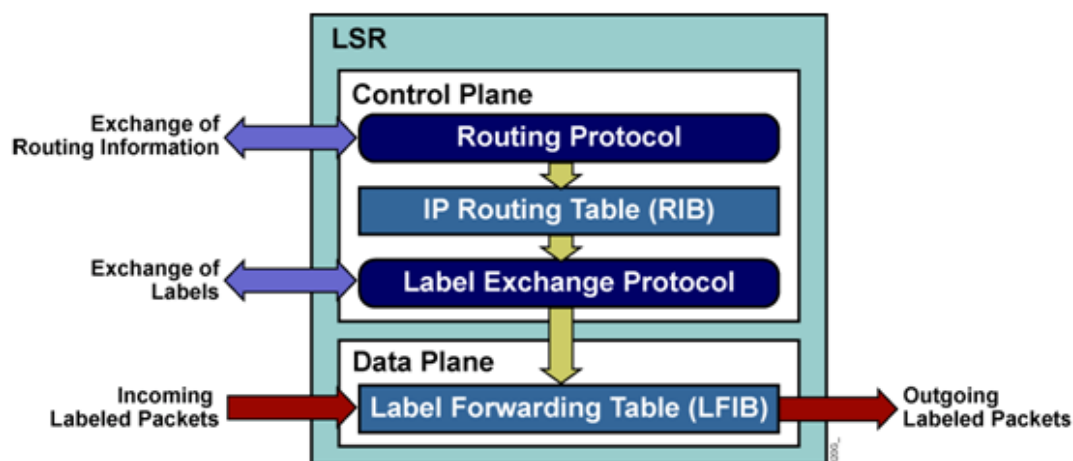 LSR
Control Plane
Exchange of
Routing Information
Routing Protocol
IP Routing Table (RIB)
Exchange of
Labels
Label Exchange Protocol
Data Plane
Incoming
Labeled Packets
Label Forwarding Table (LFIB)
Outgoing
Labeled Packets